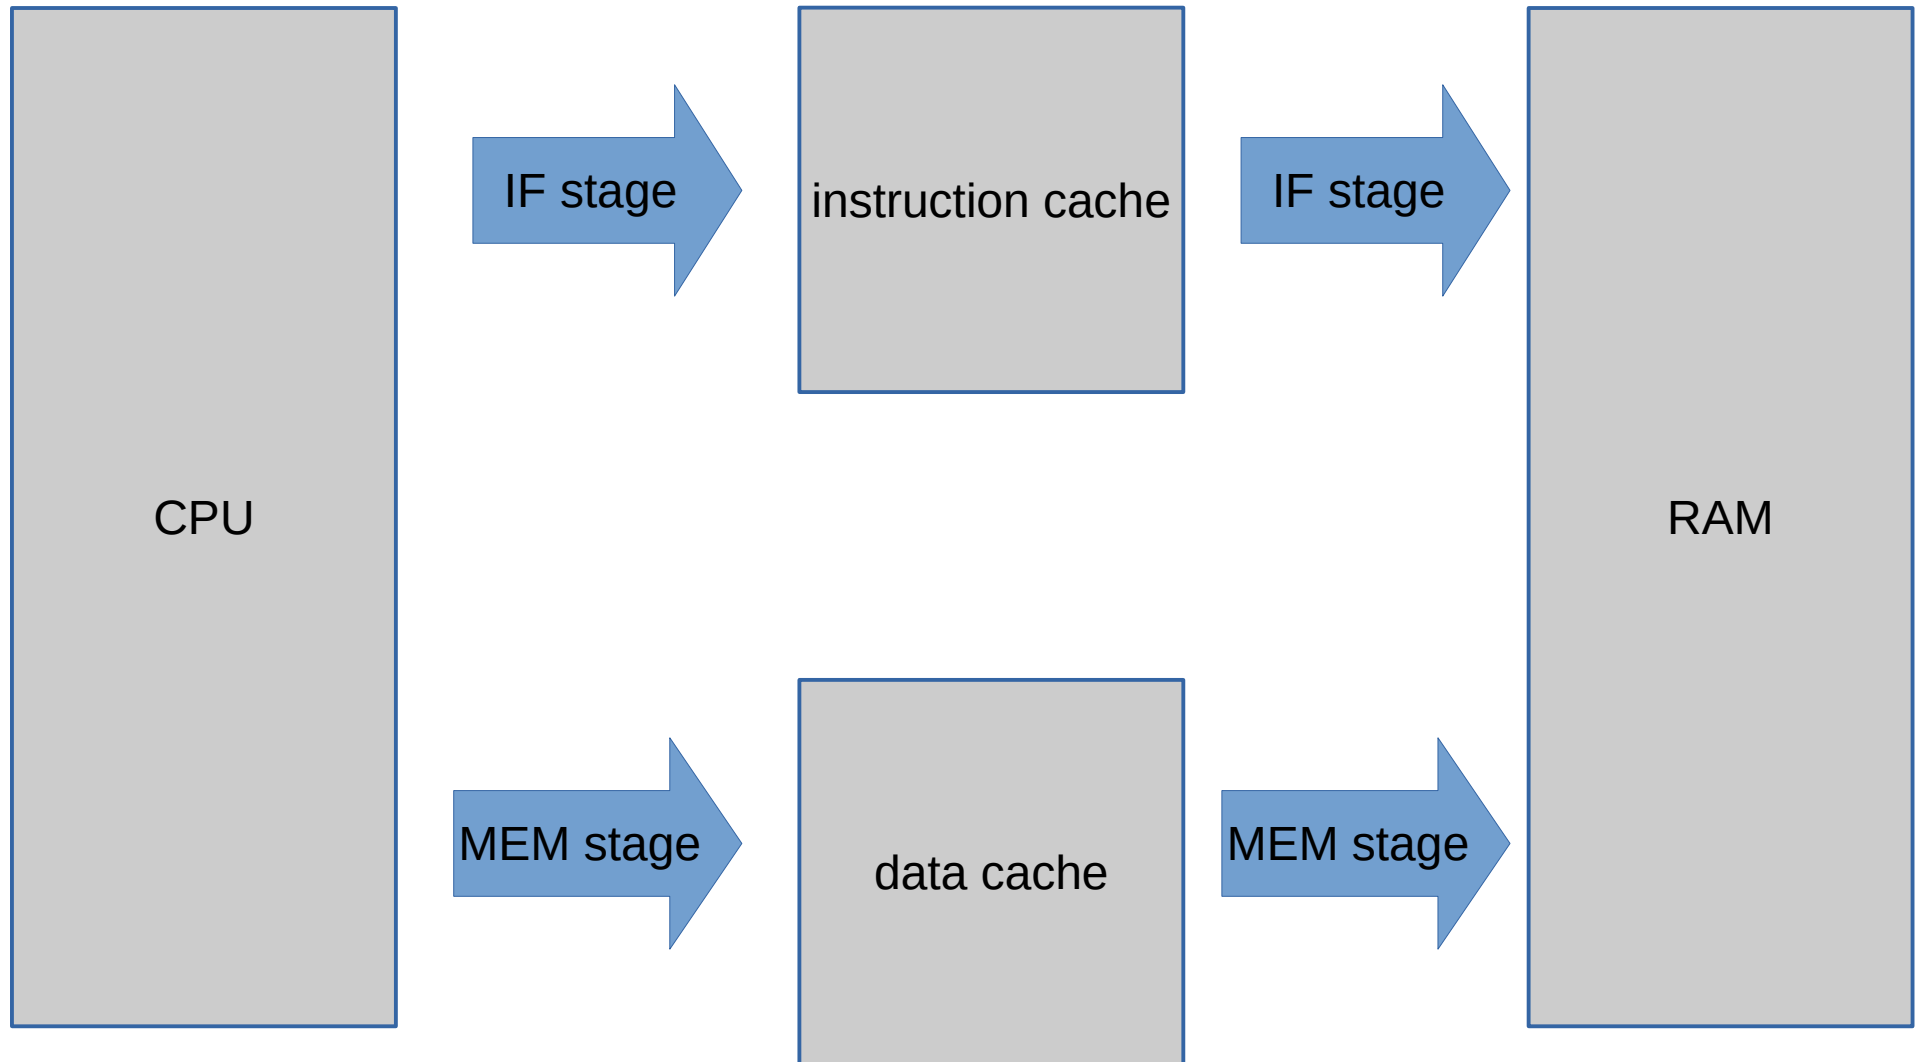 IF stage
instruction cache
IF stage
CPU
RAM
MEM stage
data cache
MEM stage